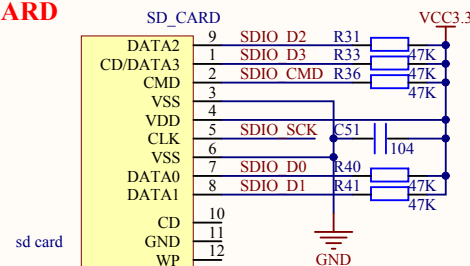 ARD
SD_CARD
VCC3.3
DATA2 9 SDIO_D2 R31 47K
CD/DATA3 1 SDIO_D3 R33 47K
CMD 2 SDIO_CMD R36 47K
VSS 3
VDD 4
CLK 5 SDIO_SCK C51 104
VSS 6
DATA0 7 SDIO_D0 R40 47K
DATA1 8 SDIO_D1 R41 47K
CD 10
GND 11
WP 12
sd card
GND